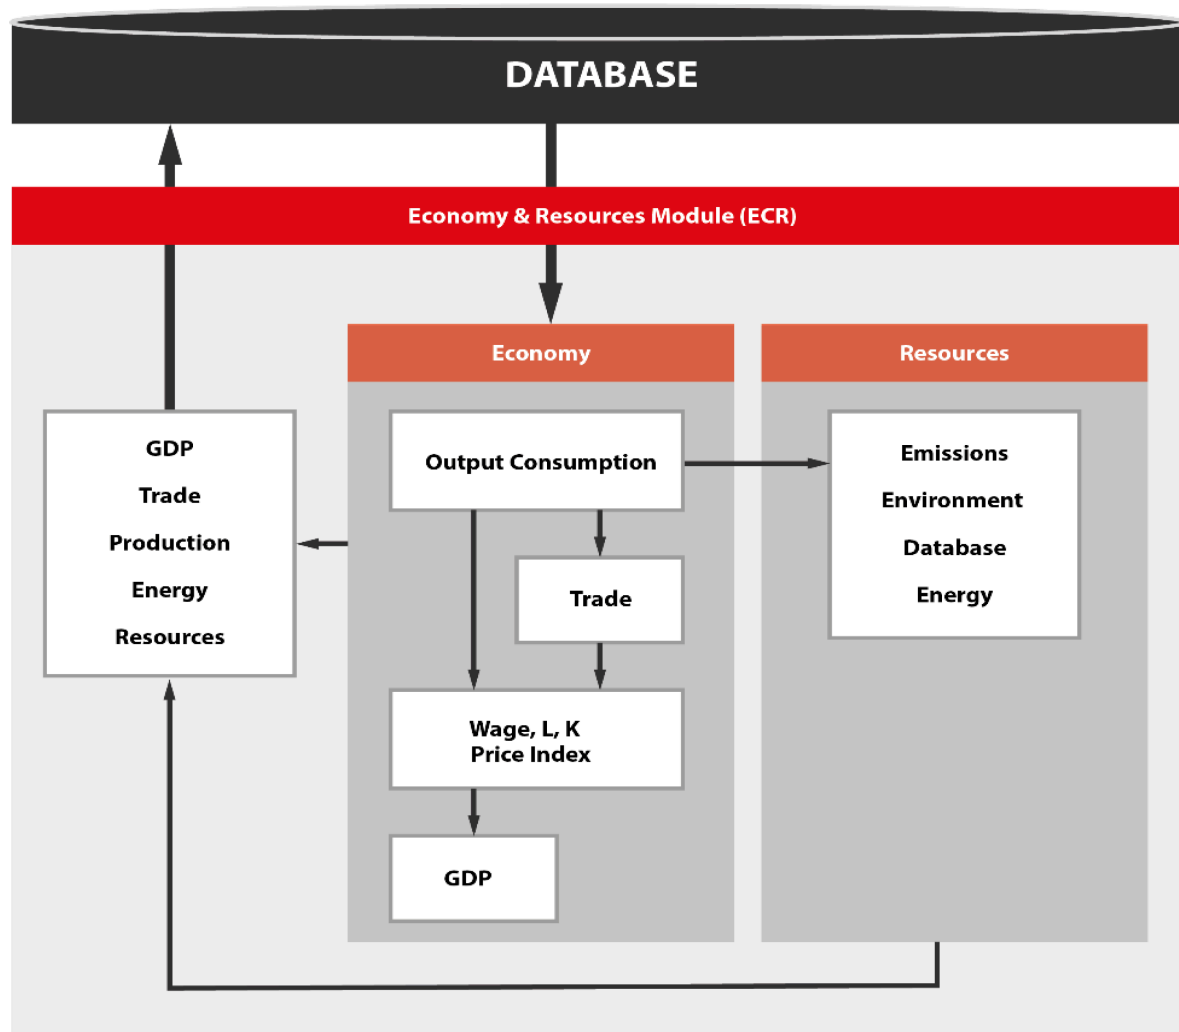 DATABASE
Economy & Resources Module (ECR)
Economy
Resources
GDP
Trade
Production
Energy
Resources
Output Consumption
Trade
Wage, L, K
Price Index
GDP
Emissions
Environment
Database
Energy